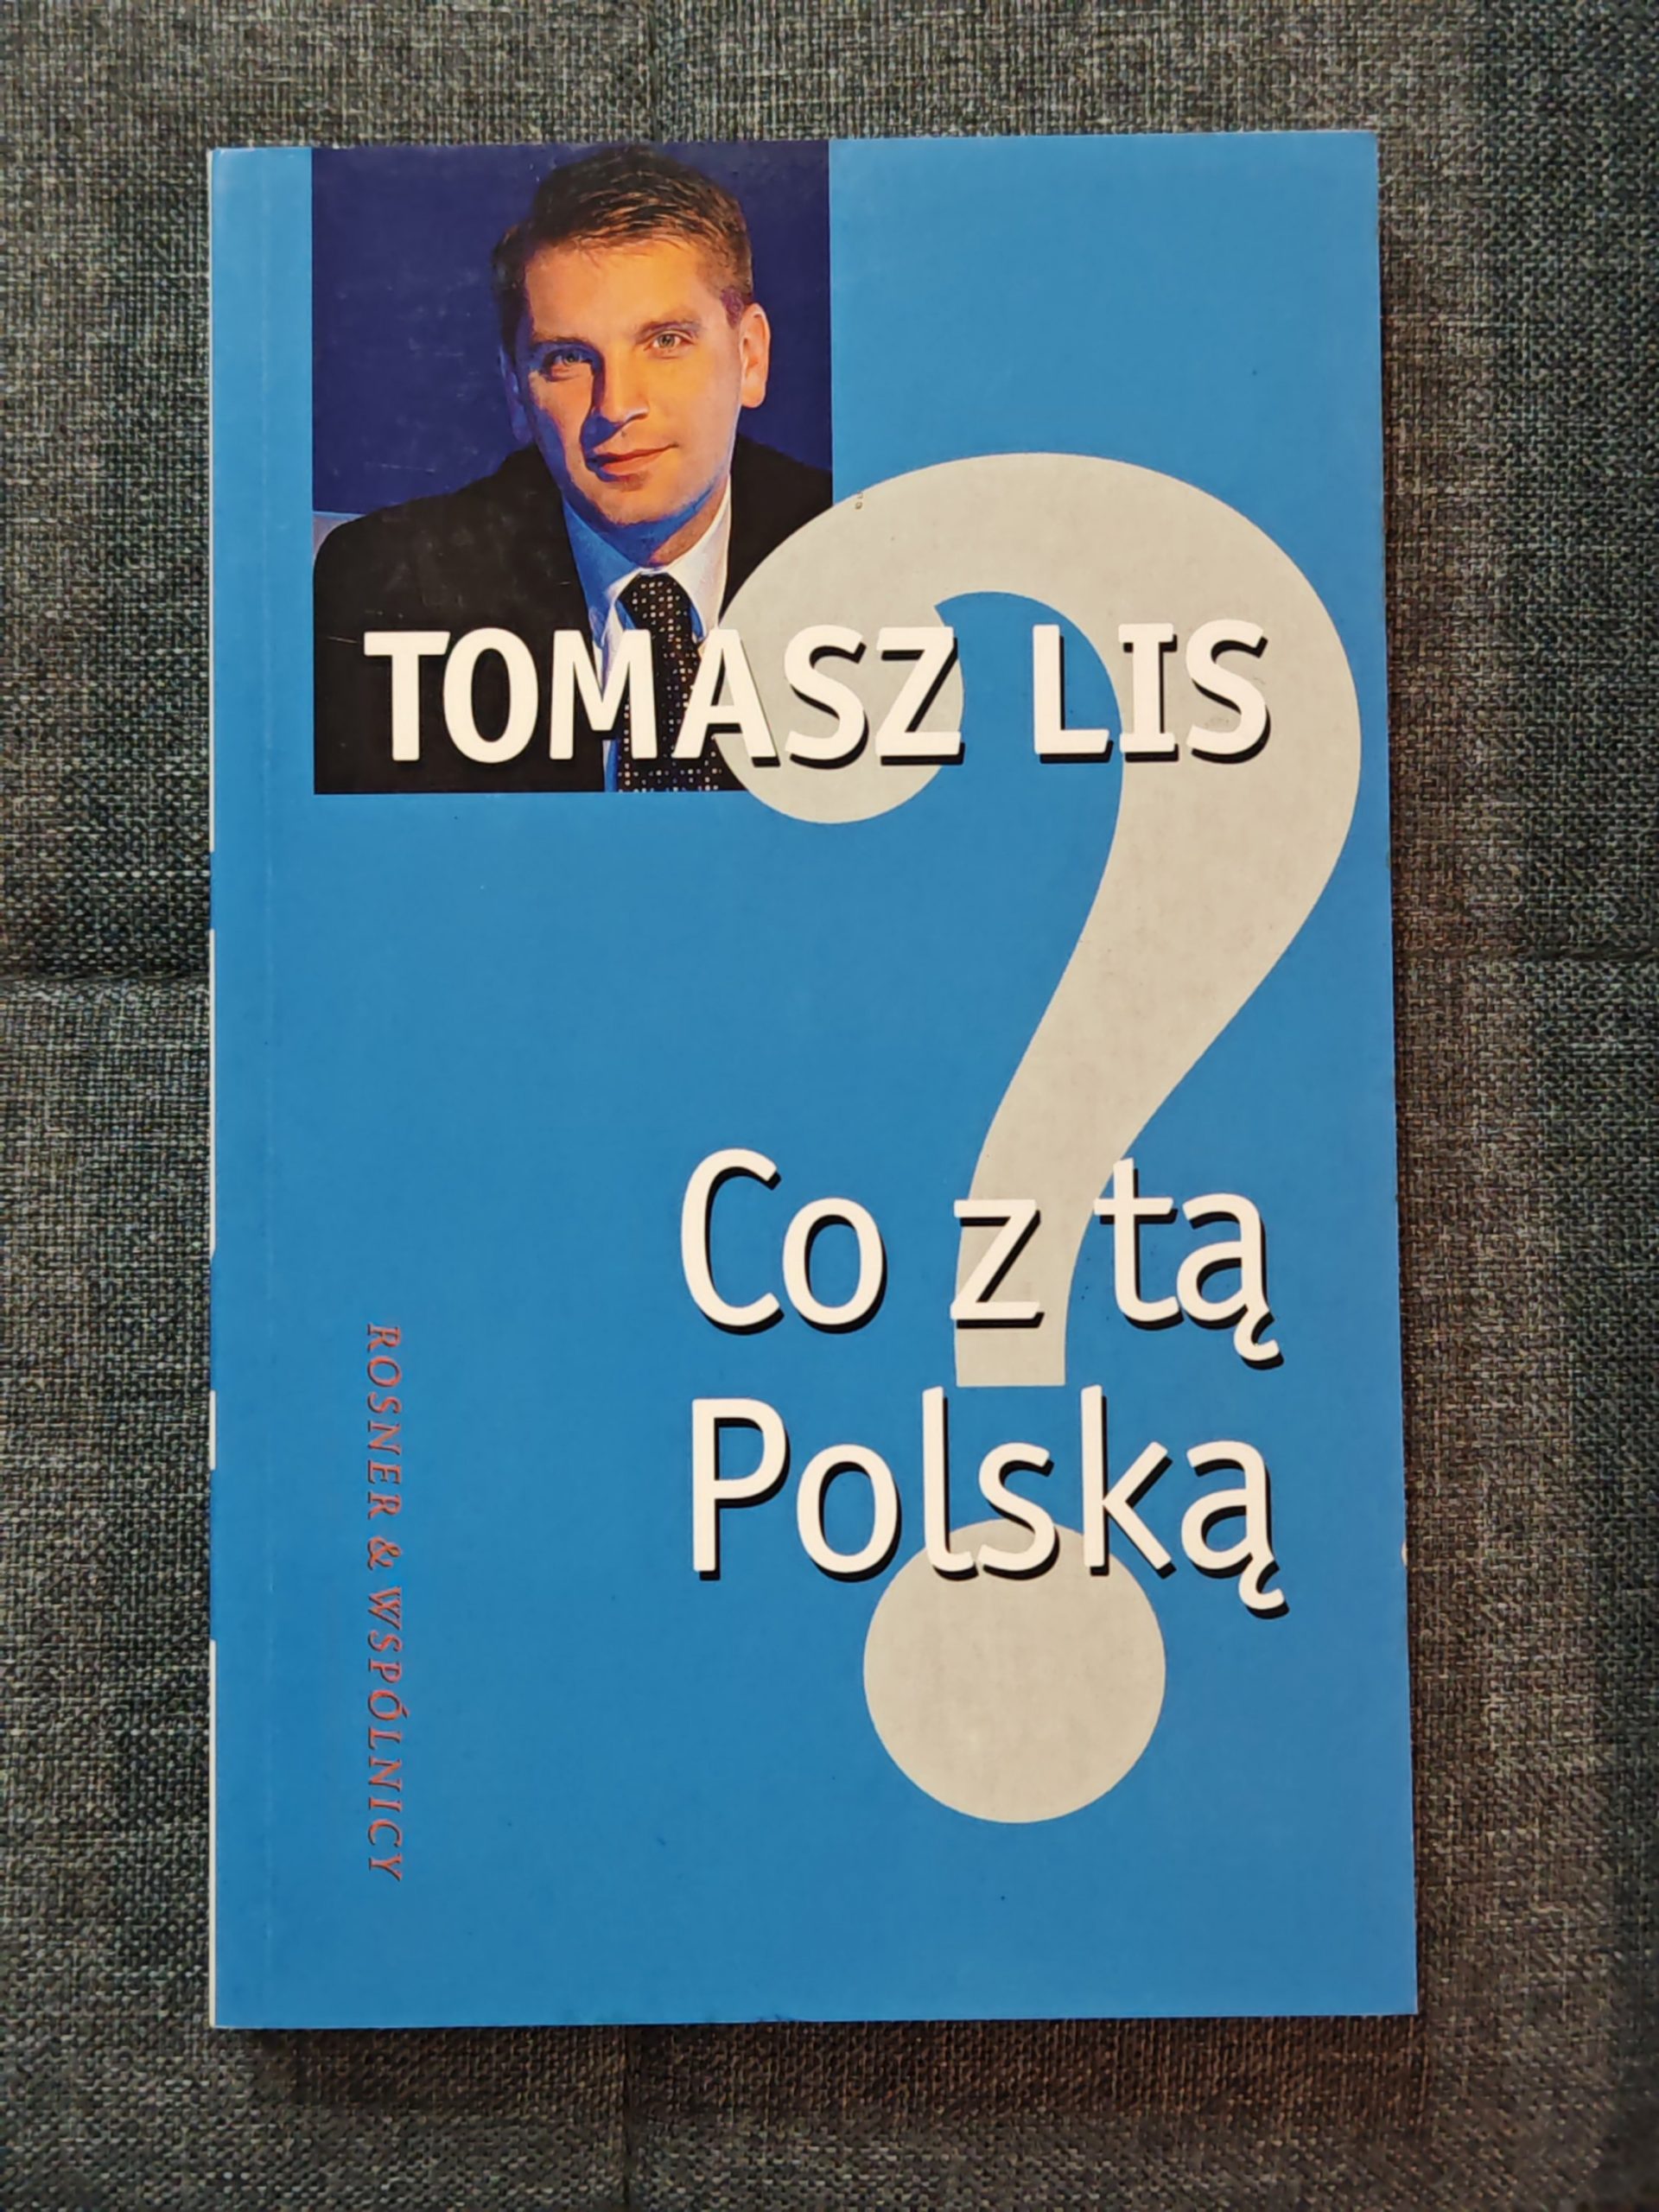 TOMASZ LIS
?
Co z tą
Polską
ROSNER & WSPÓLNICY